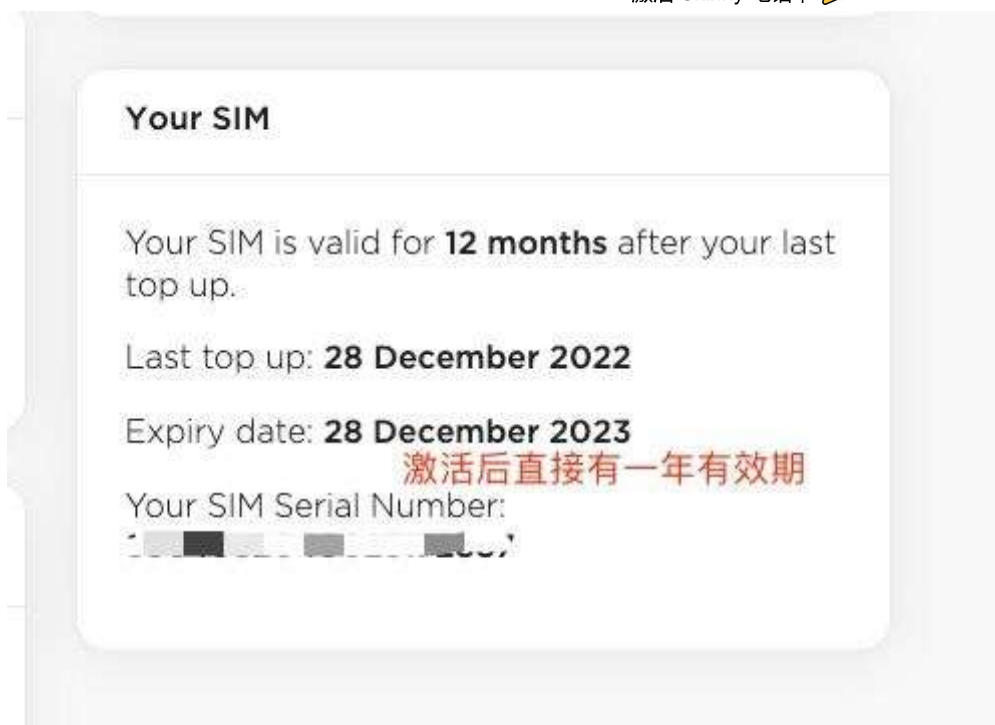 Your SIM
Your SIM is valid for 12 months after your last
top up.
Last top up: 28 December 2022
Expiry date: 28 December 2023
激活后直接有一年有效期
Your SIM Serial Number: